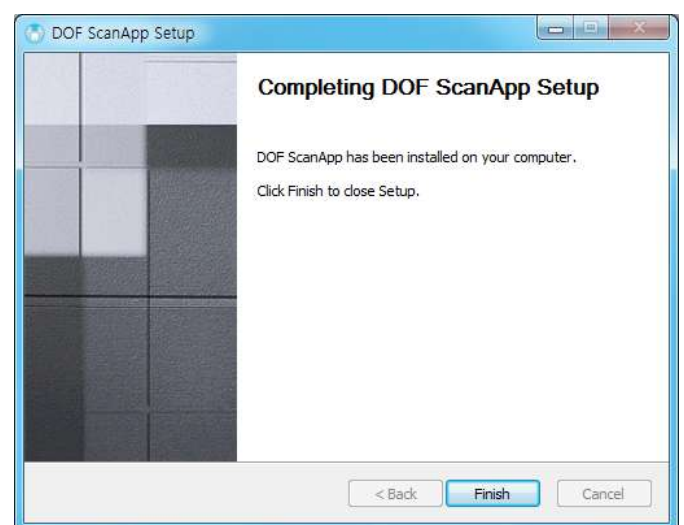 DOF ScanApp Setup
Completing DOF ScanApp Setup
DOF ScanApp has been installed on your computer.
Click Finish to close Setup.
< Back Finish Cancel